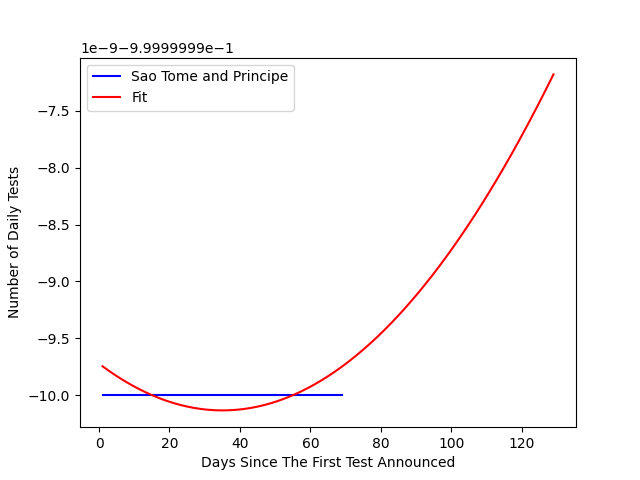 1e−9−9.9999999e−1
Sao Tome and Principe
Fit
−7.5
−8.0
−8.5
−9.0
−9.5
−10.0
Number of Daily Tests
0 20 40 60 80 100 120
Days Since The First Test Announced